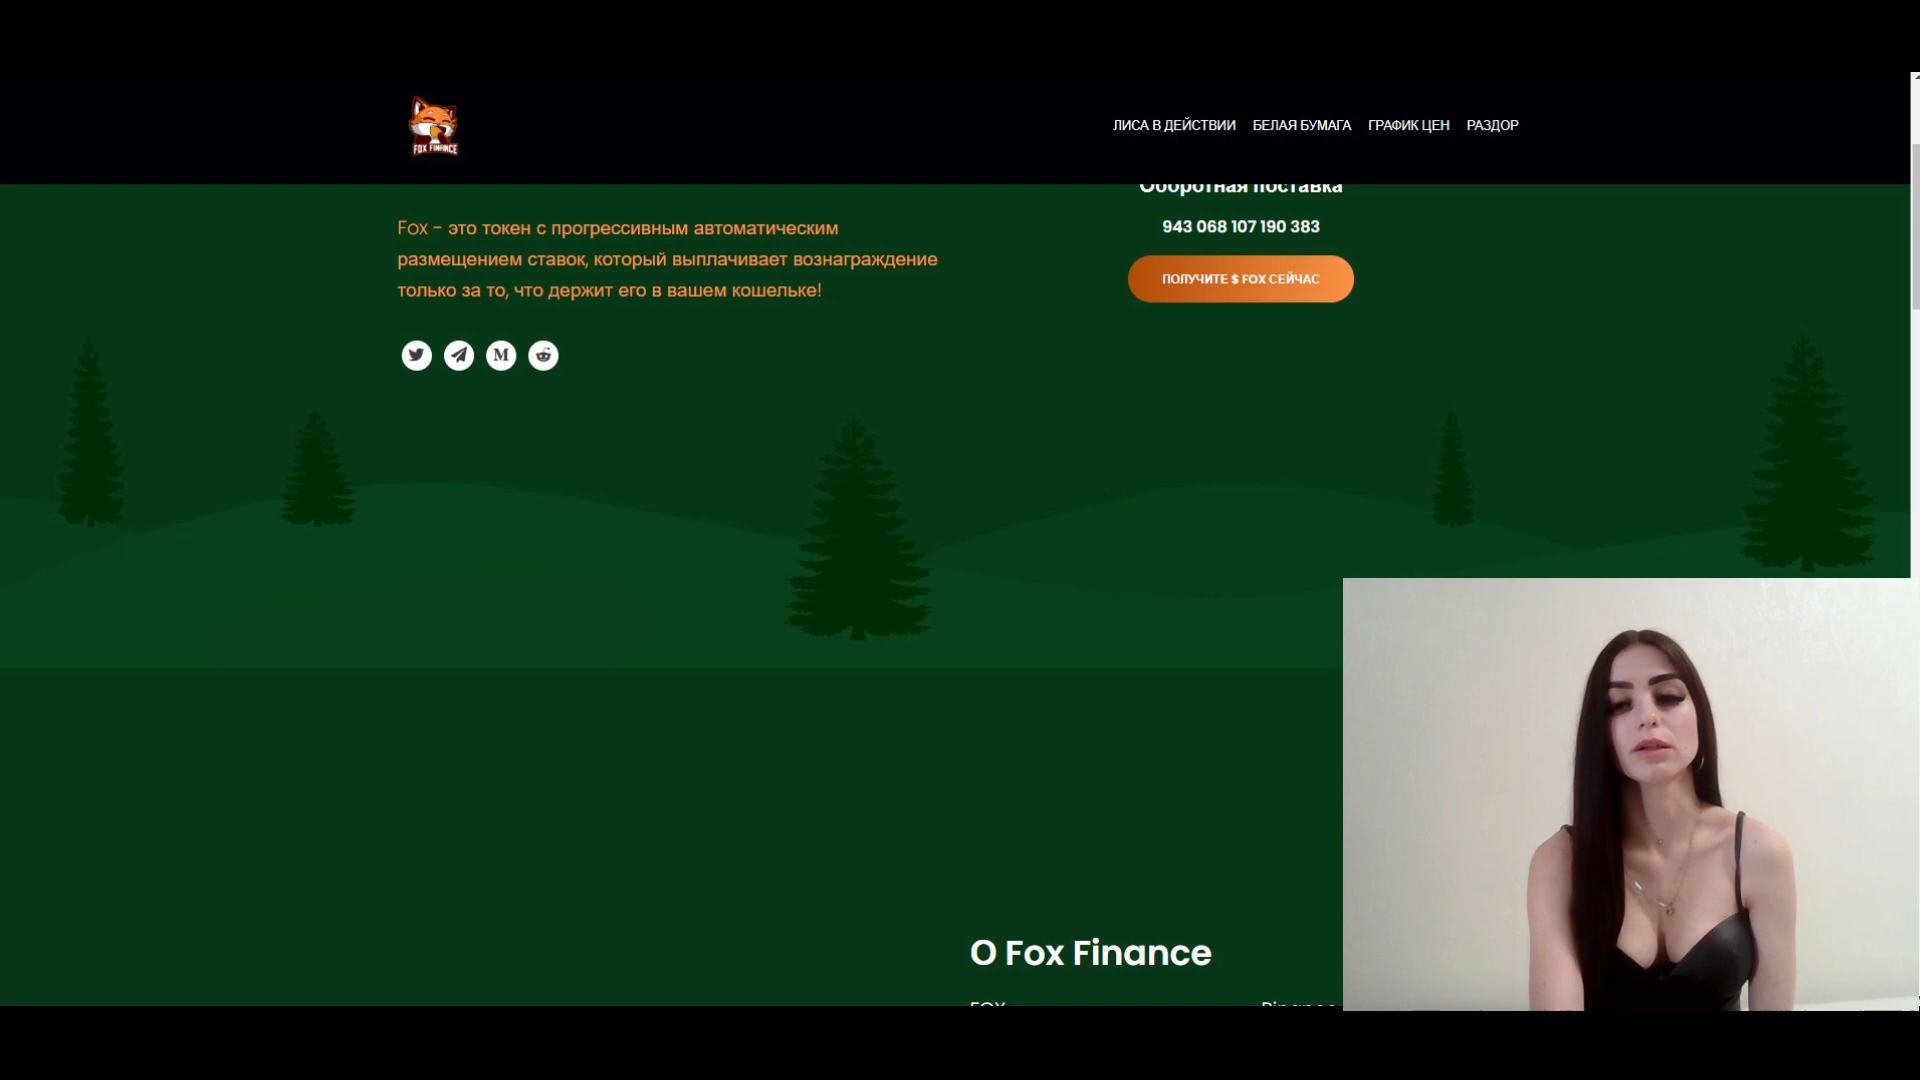 FOX FINANCE
ЛИСА В ДЕЙСТВИИ БЕЛАЯ БУМАГА ГРАФИК ЦЕН РАЗДОР
Оборотная поставка
943 068 107 190 383
ПОЛУЧИТЕ $ FOX СЕЙЧАС
Fox - это токен с прогрессивным автоматическим
размещением ставок, который выплачивает вознаграждение
только за то, что держит его в вашем кошельке!
О Fox Finance